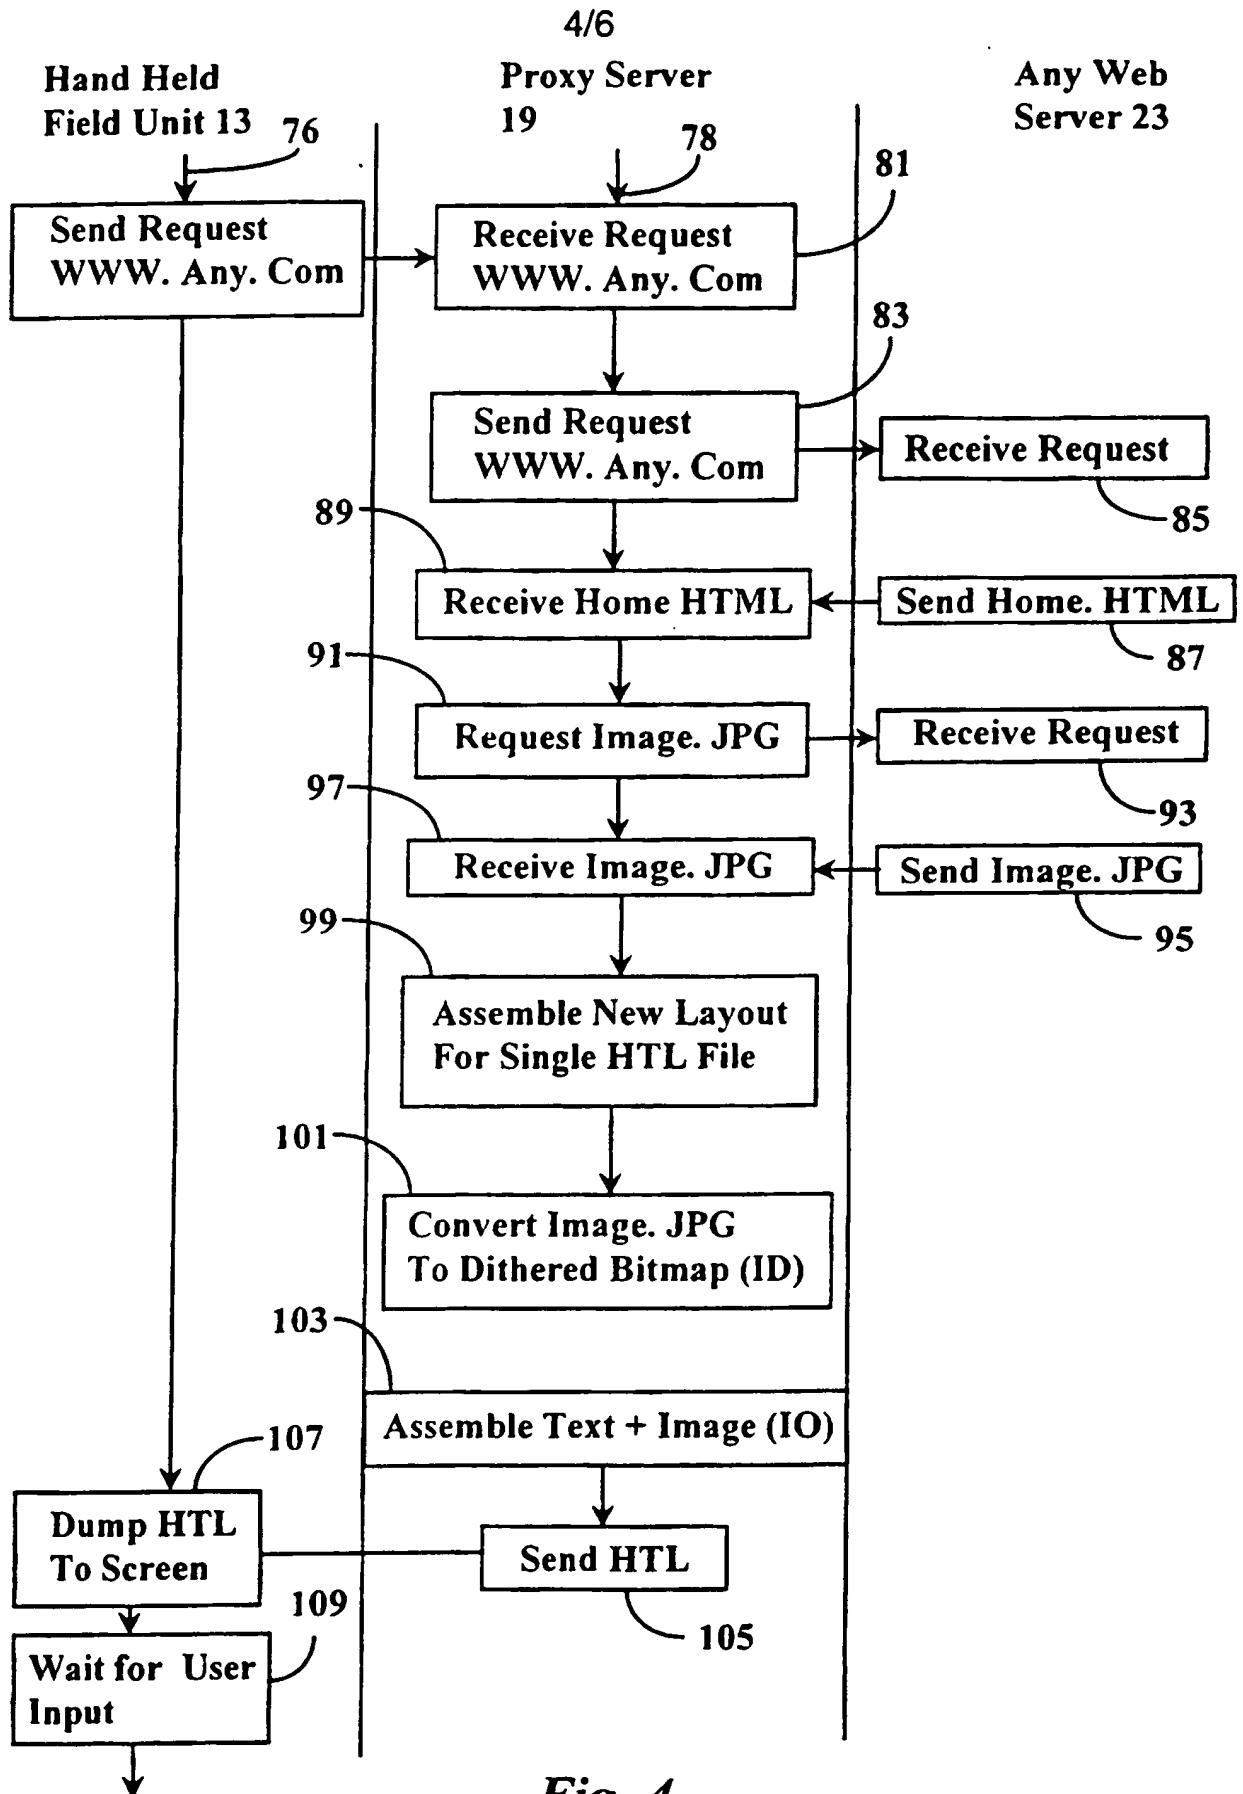 4/6
Hand Held
Field Unit 13
76
Proxy Server
19
78
Any Web
Server 23
81
Send Request
WWW. Any. Com
Receive Request
WWW. Any. Com
83
Send Request
WWW. Any. Com
Receive Request
85
89
Receive Home HTML
Send Home. HTML
87
91
Request Image. JPG
Receive Request
93
97
Receive Image. JPG
Send Image. JPG
95
99
Assemble New Layout
For Single HTL File
101
Convert Image. JPG
To Dithered Bitmap (ID)
103
Assemble Text + Image (IO)
107
Dump HTL
To Screen
Send HTL
105
109
Wait for User
Input
Fig. 4